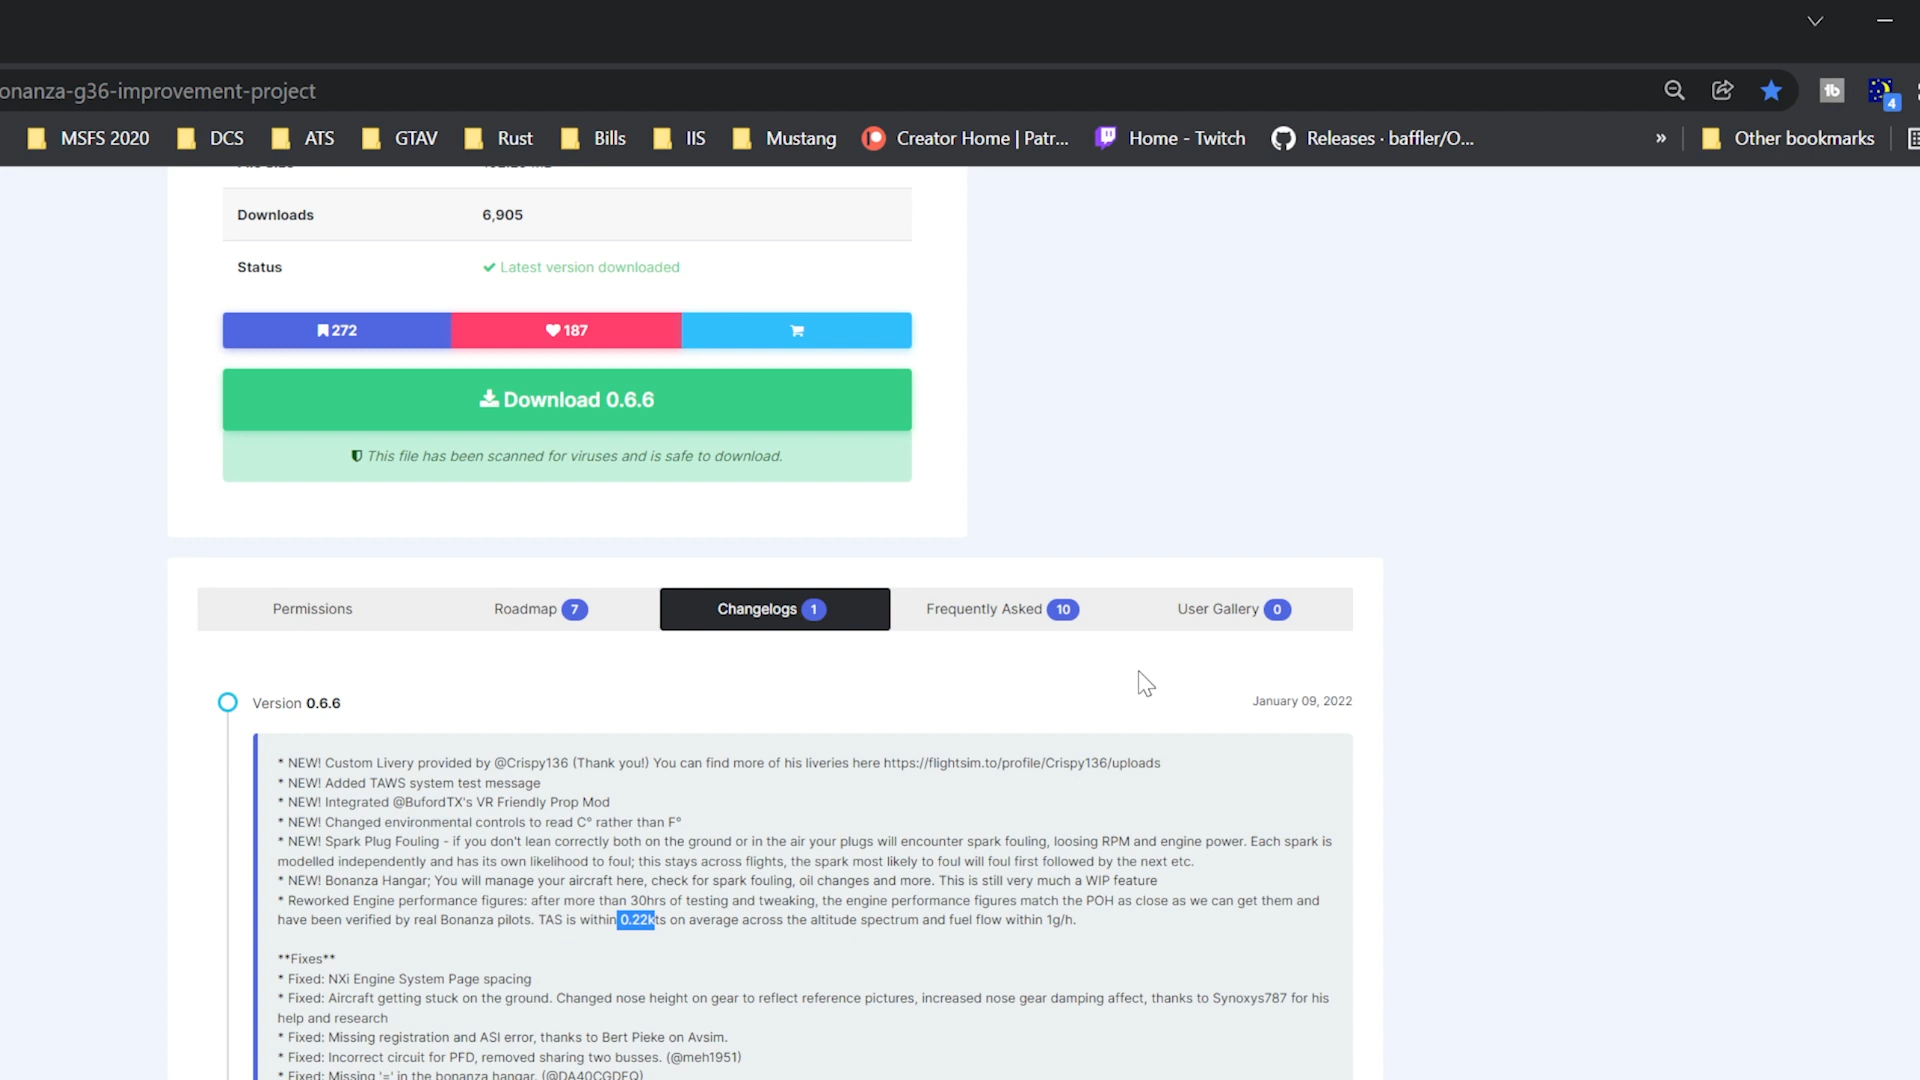 onanza-g36-improvement-project
MSFS 2020 DCS ATS GTAV Rust Bills IIS Mustang Creator Home | Patr... Home - Twitch Releases · baffler/O... » Other bookmarks
Downloads 6,905
Status Latest version downloaded
272 187
Download 0.6.6
This file has been scanned for viruses and is safe to download.
Permissions Roadmap 7 Changelogs 1 Frequently Asked 10 User Gallery 0
Version 0.6.6 January 09, 2022
* NEW! Custom Livery provided by @Crispy136 (Thank you!) You can find more of his liveries here https://flightsim.to/profile/Crispy136/uploads
* NEW! Added TAWS system test message
* NEW! Integrated @BufordTX's VR Friendly Prop Mod
* NEW! Changed environmental controls to read C° rather than F°
* NEW! Spark Plug Fouling - if you don't lean correctly both on the ground or in the air your plugs will encounter spark fouling, loosing RPM and engine power. Each spark is
modelled independently and has its own likelihood to foul; this stays across flights, the spark most likely to foul will foul first followed by the next etc.
* NEW! Bonanza Hangar; You will manage your aircraft here, check for spark fouling, oil changes and more. This is still very much a WIP feature
* Reworked Engine performance figures: after more than 30hrs of testing and tweaking, the engine performance figures match the POH as close as we can get them and
have been verified by real Bonanza pilots. TAS is within 0.22kts on average across the altitude spectrum and fuel flow within 1g/h.
**Fixes**
* Fixed: NXi Engine System Page spacing
* Fixed: Aircraft getting stuck on the ground. Changed nose height on gear to reflect reference pictures, increased nose gear damping affect, thanks to Synoxys787 for his
help and research
* Fixed: Missing registration and ASI error, thanks to Bert Pieke on Avsim.
* Fixed: Incorrect circuit for PFD, removed sharing two busses. (@meh1951)
* Fixed: Missing '=' in the bonanza hangar. (@DA40CGDFQ)